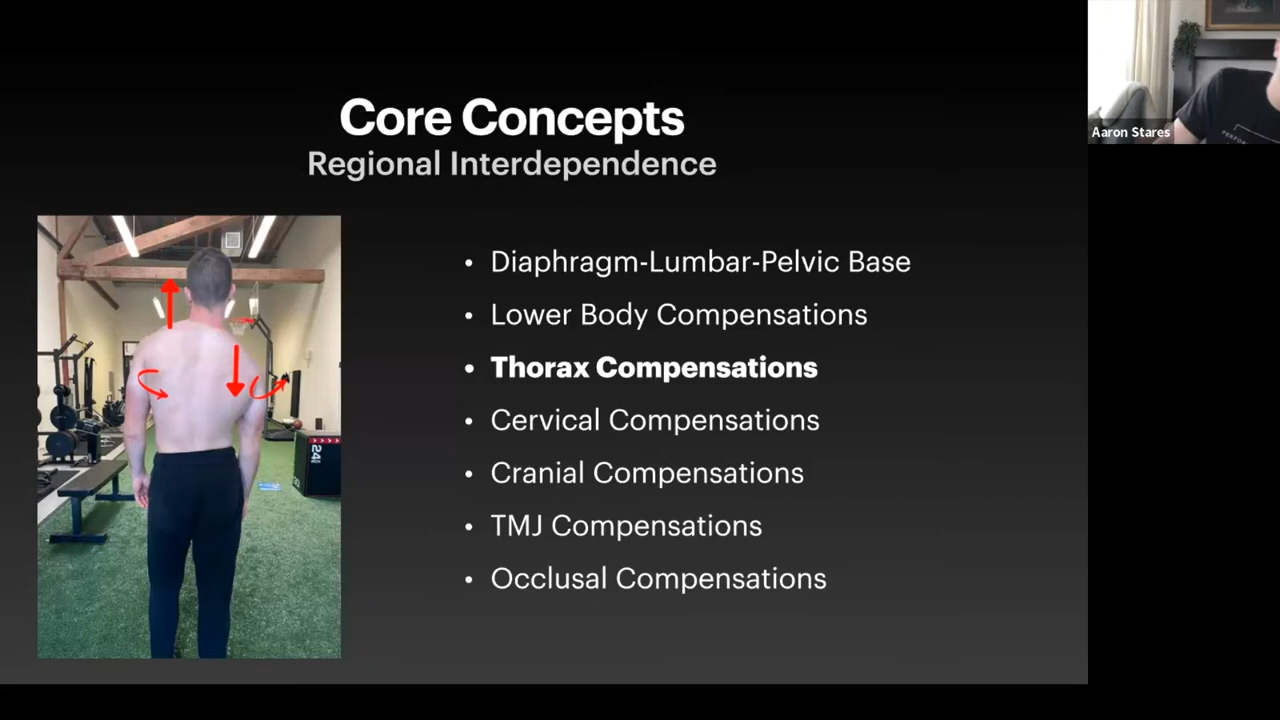 Core Concepts
Regional Interdependence
• Diaphragm-Lumbar-Pelvic Base
• Lower Body Compensations
• Thorax Compensations
• Cervical Compensations
• Cranial Compensations
• TMJ Compensations
• Occlusal Compensations
24
Aaron Stares